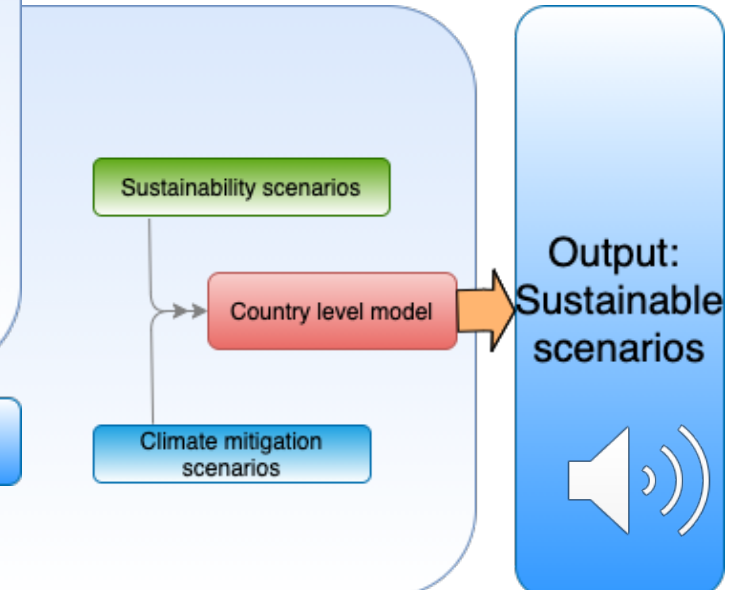 Sustainability scenarios
Country level model
Climate mitigation
scenarios
Output:
Sustainable
scenarios